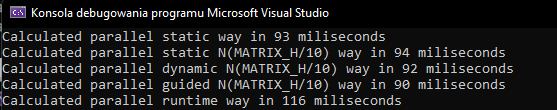 Konsola debugowania programu Microsoft Visual Studio
Calculated parallel static way in 93 miliseconds
Calculated parallel static N(MATRIX_H/10) way in 94 miliseconds
Calculated parallel dynamic N(MATRIX_H/10) way in 92 miliseconds
Calculated parallel guided N(MATRIX_H/10) way in 90 miliseconds
Calculated parallel runtime way in 116 miliseconds